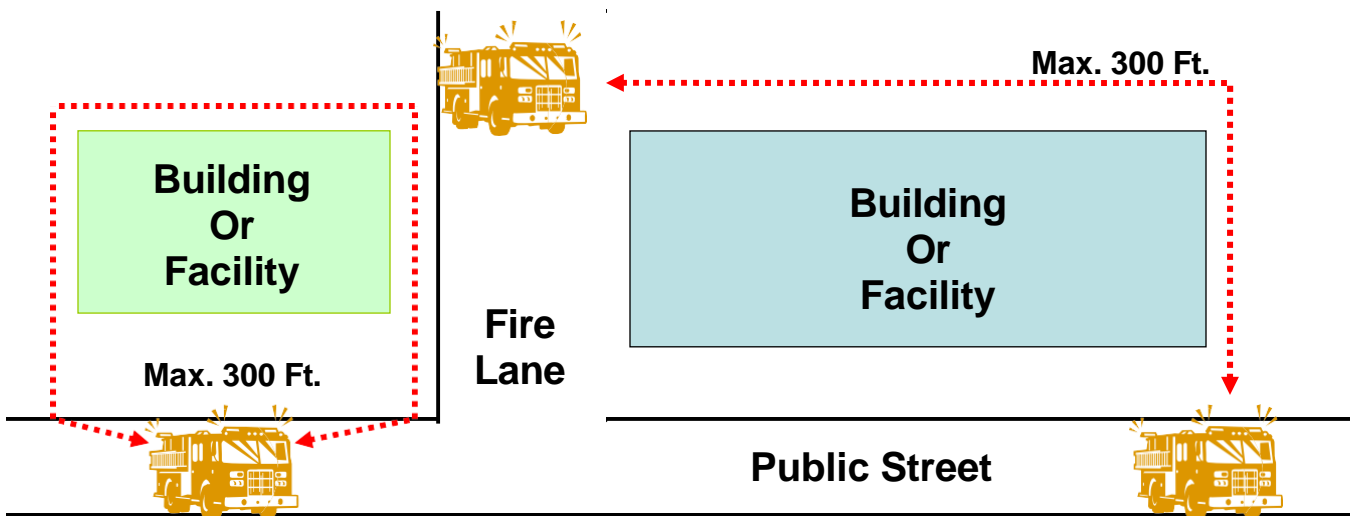 Max. 300 Ft.
Building
Or
Facility
Building
Or
Facility
Fire
Lane
Max. 300 Ft.
Public Street